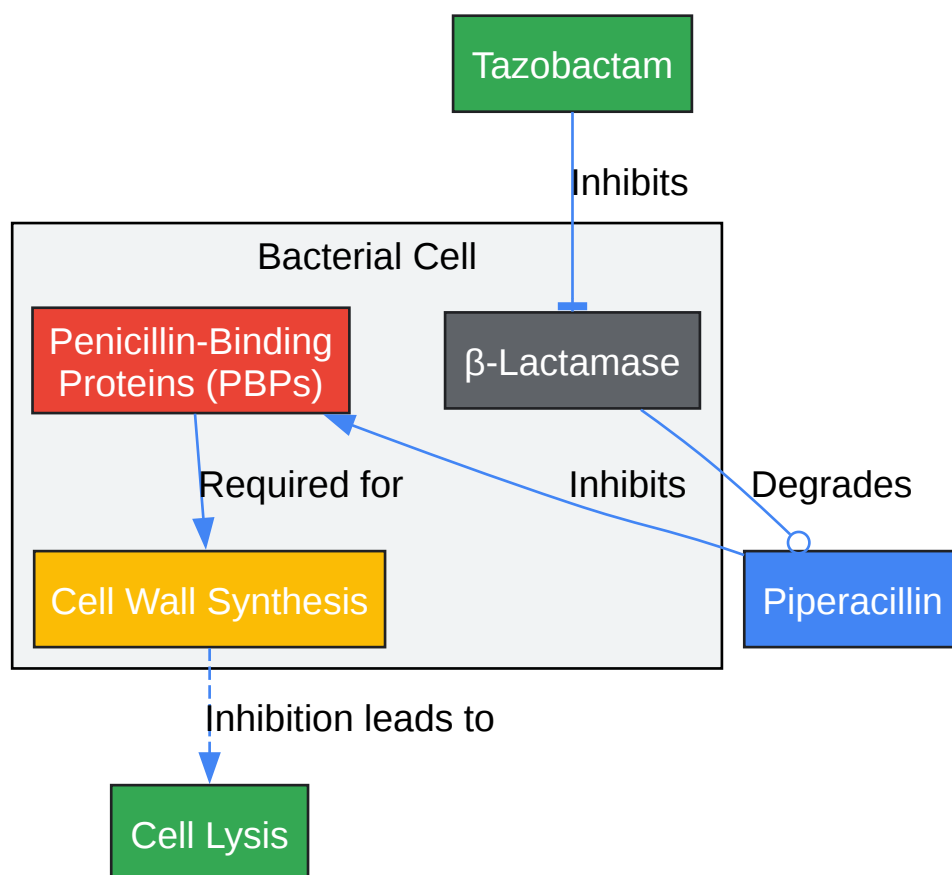 Tazobactam
Inhibits
Bacterial Cell
Penicillin-Binding
Proteins (PBPs)
β-Lactamase
Required for
Inhibits
Degrades
Cell Wall Synthesis
Piperacillin
Inhibition leads to
Cell Lysis